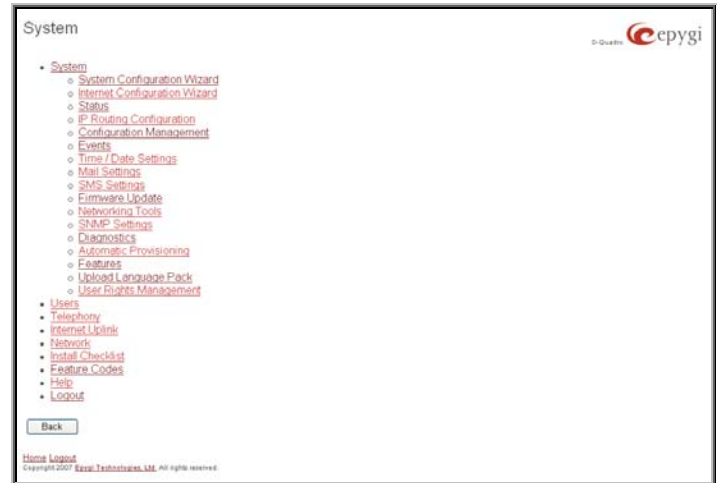 System
D-Quadro epygi
System
System Configuration Wizard
Internet Configuration Wizard
Status
IP Routing Configuration
Configuration Management
Events
Time / Date Settings
Mail Settings
SMS Settings
Firmware Update
Networking Tools
SNMP Settings
Diagnostics
Automatic Provisioning
Features
Upload Language Pack
User Rights Management
Users
Telephony
Internet Uplink
Network
Install Checklist
Feature Codes
Help
Logout
Back
Home Logout
Copyright 2007 Epygi Technologies, Ltd. All rights reserved.